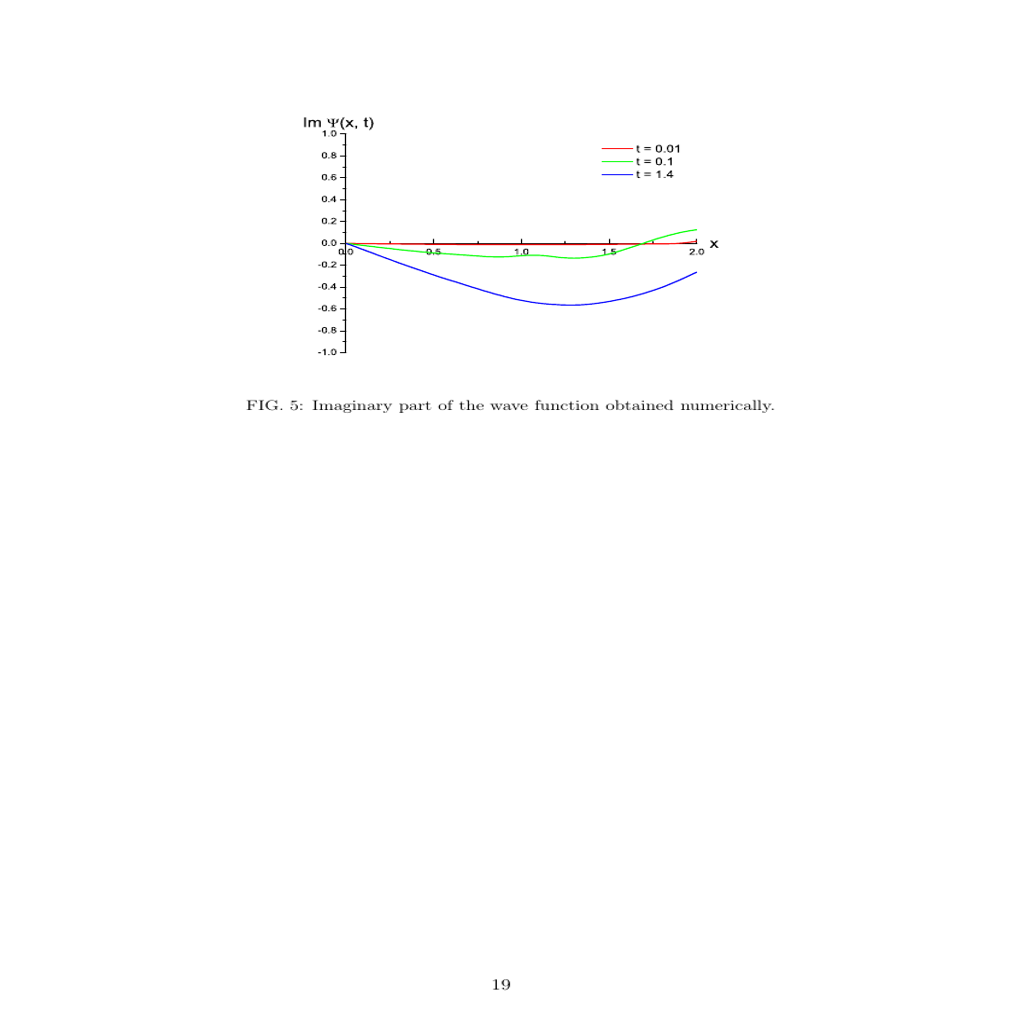 Im Ψ(x, t)
1.0
0.8
0.6
0.4
0.2
0.0
-0.2
-0.4
-0.6
-0.8
-1.0
0.0 0.5 1.0 1.5 2.0
x
t = 0.01
t = 0.1
t = 1.4
FIG. 5: Imaginary part of the wave function obtained numerically.
19